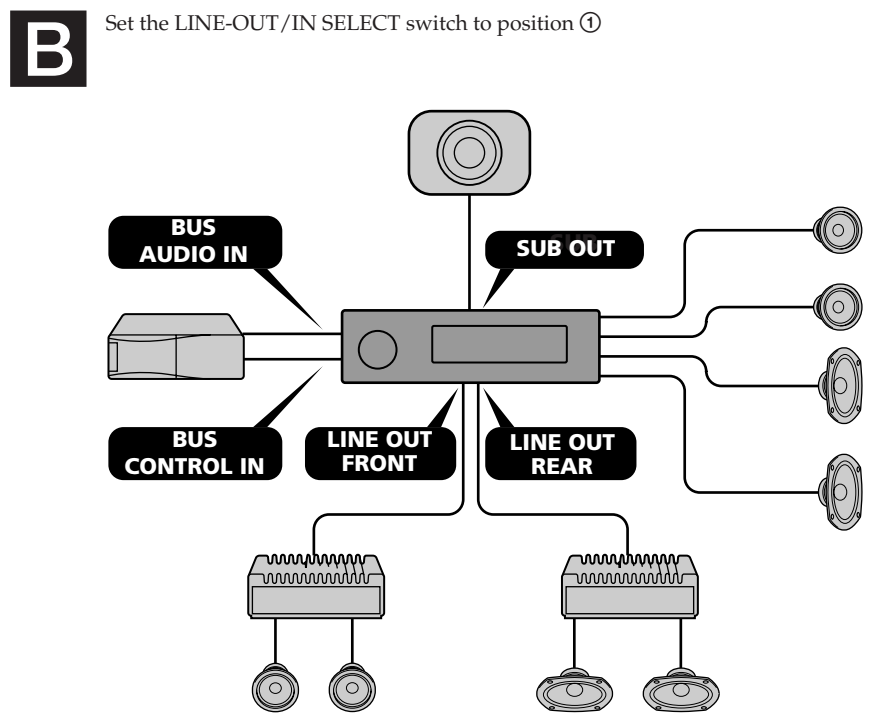 B
Set the LINE-OUT/IN SELECT switch to position ①
BUS
AUDIO IN
SUB OUT
BUS
CONTROL IN
LINE OUT
FRONT
LINE OUT
REAR